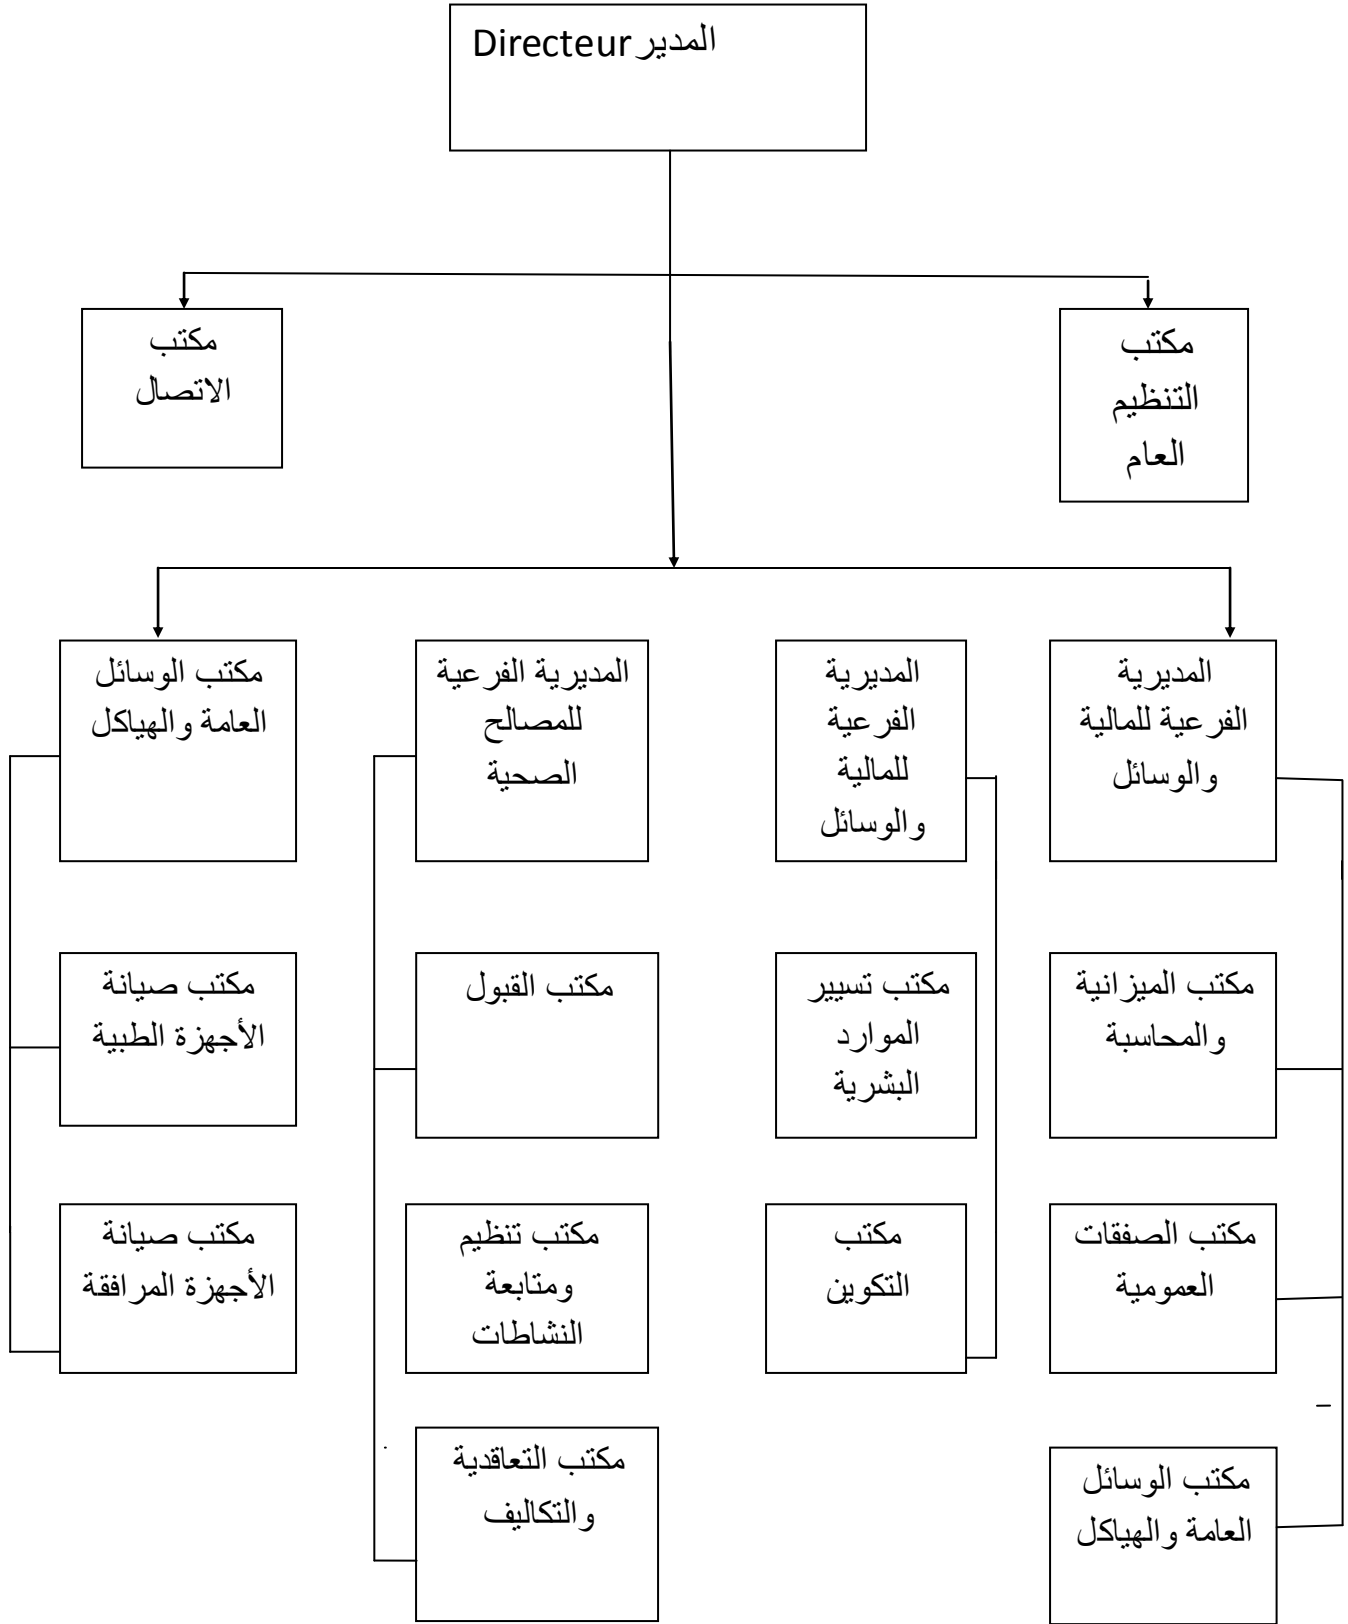 المدير Directeur
مكتب
التنظيم
العام
مكتب
الاتصال
المديرية
الفرعية للمالية
والوسائل
المديرية
الفرعية
للمالية
والوسائل
المديرية الفرعية
للمصالح
الصحية
مكتب الوسائل
العامة والهياكل
مكتب الميزانية
والمحاسبة
مكتب تسيير
الموارد
البشرية
مكتب القبول
مكتب صيانة
الأجهزة الطبية
مكتب الصفقات
العمومية
مكتب
التكوين
مكتب تنظيم
ومتابعة
النشاطات
مكتب صيانة
الأجهزة المرافقة
مكتب الوسائل
العامة والهياكل
مكتب التعاقدية
والتكاليف